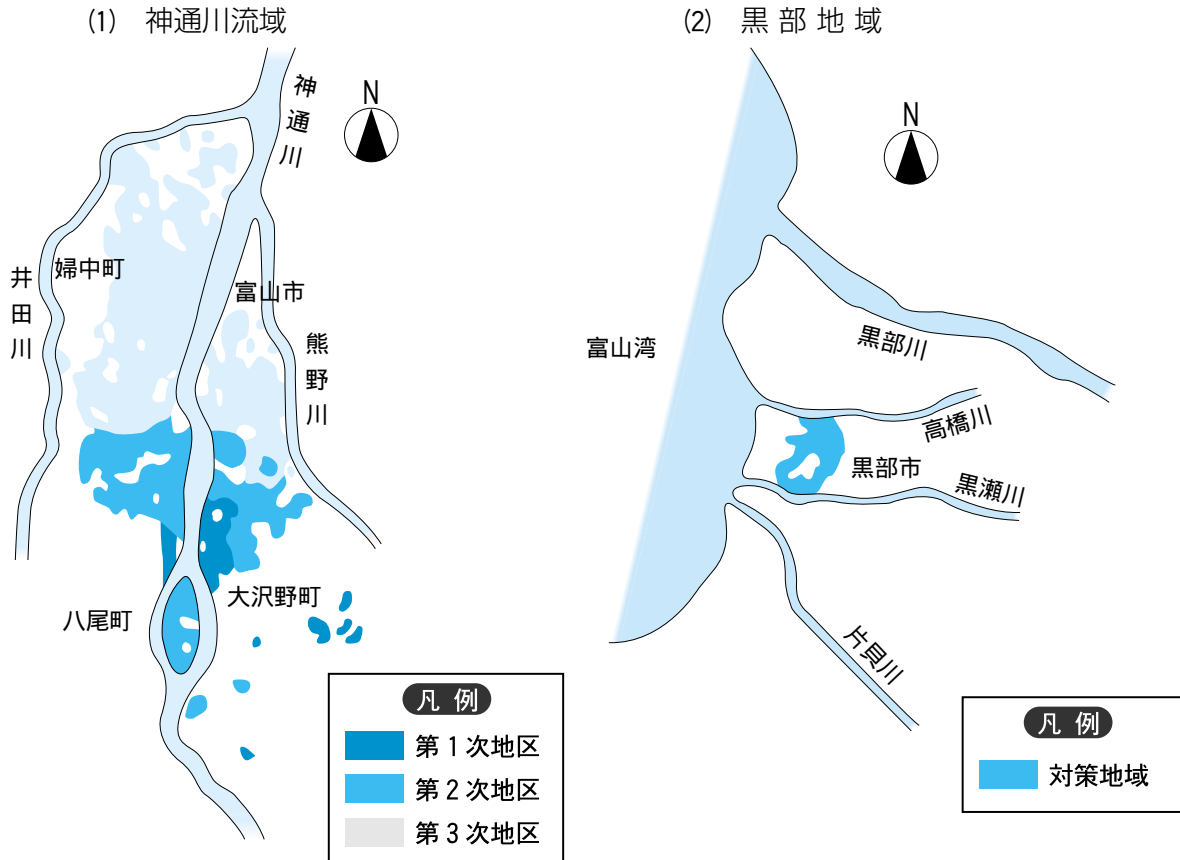 (1) 神通川流域
N
神通川
井田川
婦中町
富山市
熊野川
八尾町
大沢野町
凡例
第1次地区
第2次地区
第3次地区
(2) 黒部地域
N
富山湾
黒部川
高橋川
黒部市
黒瀬川
片貝川
凡例
対策地域